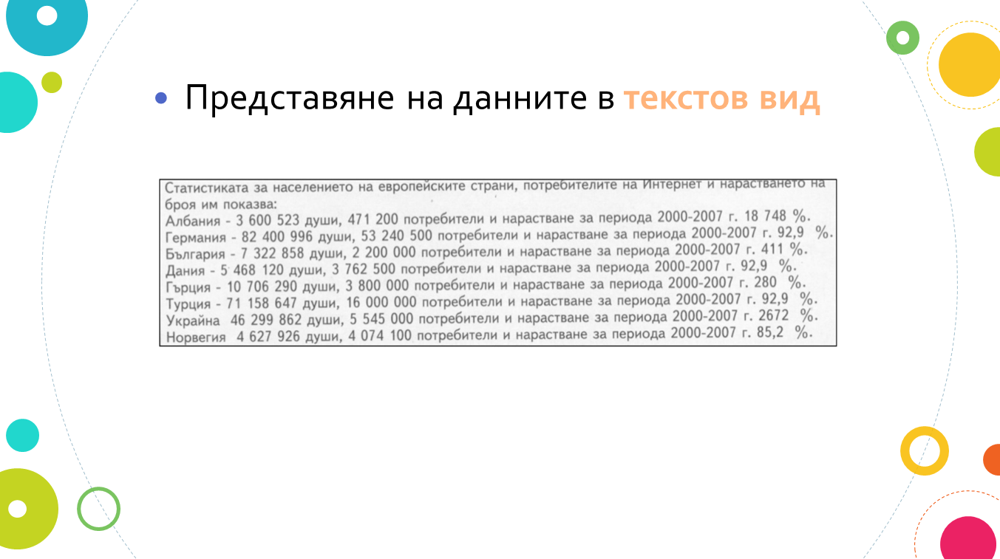 Представяне на данните в текстов вид
Статистиката за населението на европейските страни, потребителите на Интернет и нарастването на
броя им показва:
Албания - 3 600 523 души, 471 200 потребители и нарастване за периода 2000-2007 г. 18 748 %.
Германия - 82 400 996 души, 53 240 500 потребители и нарастване за периода 2000-2007 г. 92,9 %.
България - 7 322 858 души, 2 200 000 потребители и нарастване за периода 2000-2007 г. 411 %.
Дания - 5 468 120 души, 3 762 500 потребители и нарастване за периода 2000-2007 г. 92,9 %.
Гърция - 10 706 290 души, 3 800 000 потребители и нарастване за периода 2000-2007 г. 280 %.
Турция - 71 158 647 души, 16 000 000 потребители и нарастване за периода 2000-2007 г. 92,9 %.
Украйна 46 299 862 души, 5 545 000 потребители и нарастване за периода 2000-2007 г. 2672 %.
Норвегия 4 627 926 души, 4 074 100 потребители и нарастване за периода 2000-2007 г. 85,2 %.